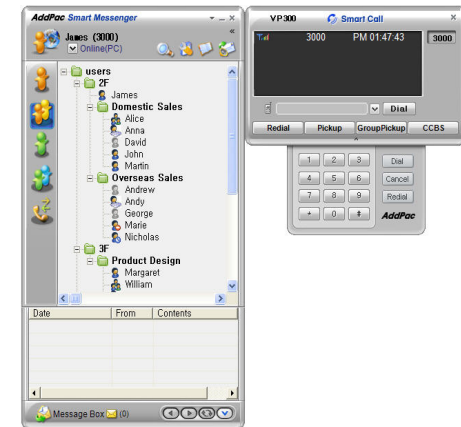 AddPac Smart Messenger
James (3000)
Online(PC)
users
2F
James
Domestic Sales
Alice
Anna
David
John
Martin
Overseas Sales
Andrew
Andy
George
Marie
Nicholas
3F
Product Design
Margaret
William
Date From Contents
Message Box (0)
VP300 Smart Call
3000 PM 01:47:43 3000
Dial
Redial Pickup GroupPickup CCBS
1 2 3 Dial
4 5 6 Cancel
7 8 9 Redial
* 0 # AddPac